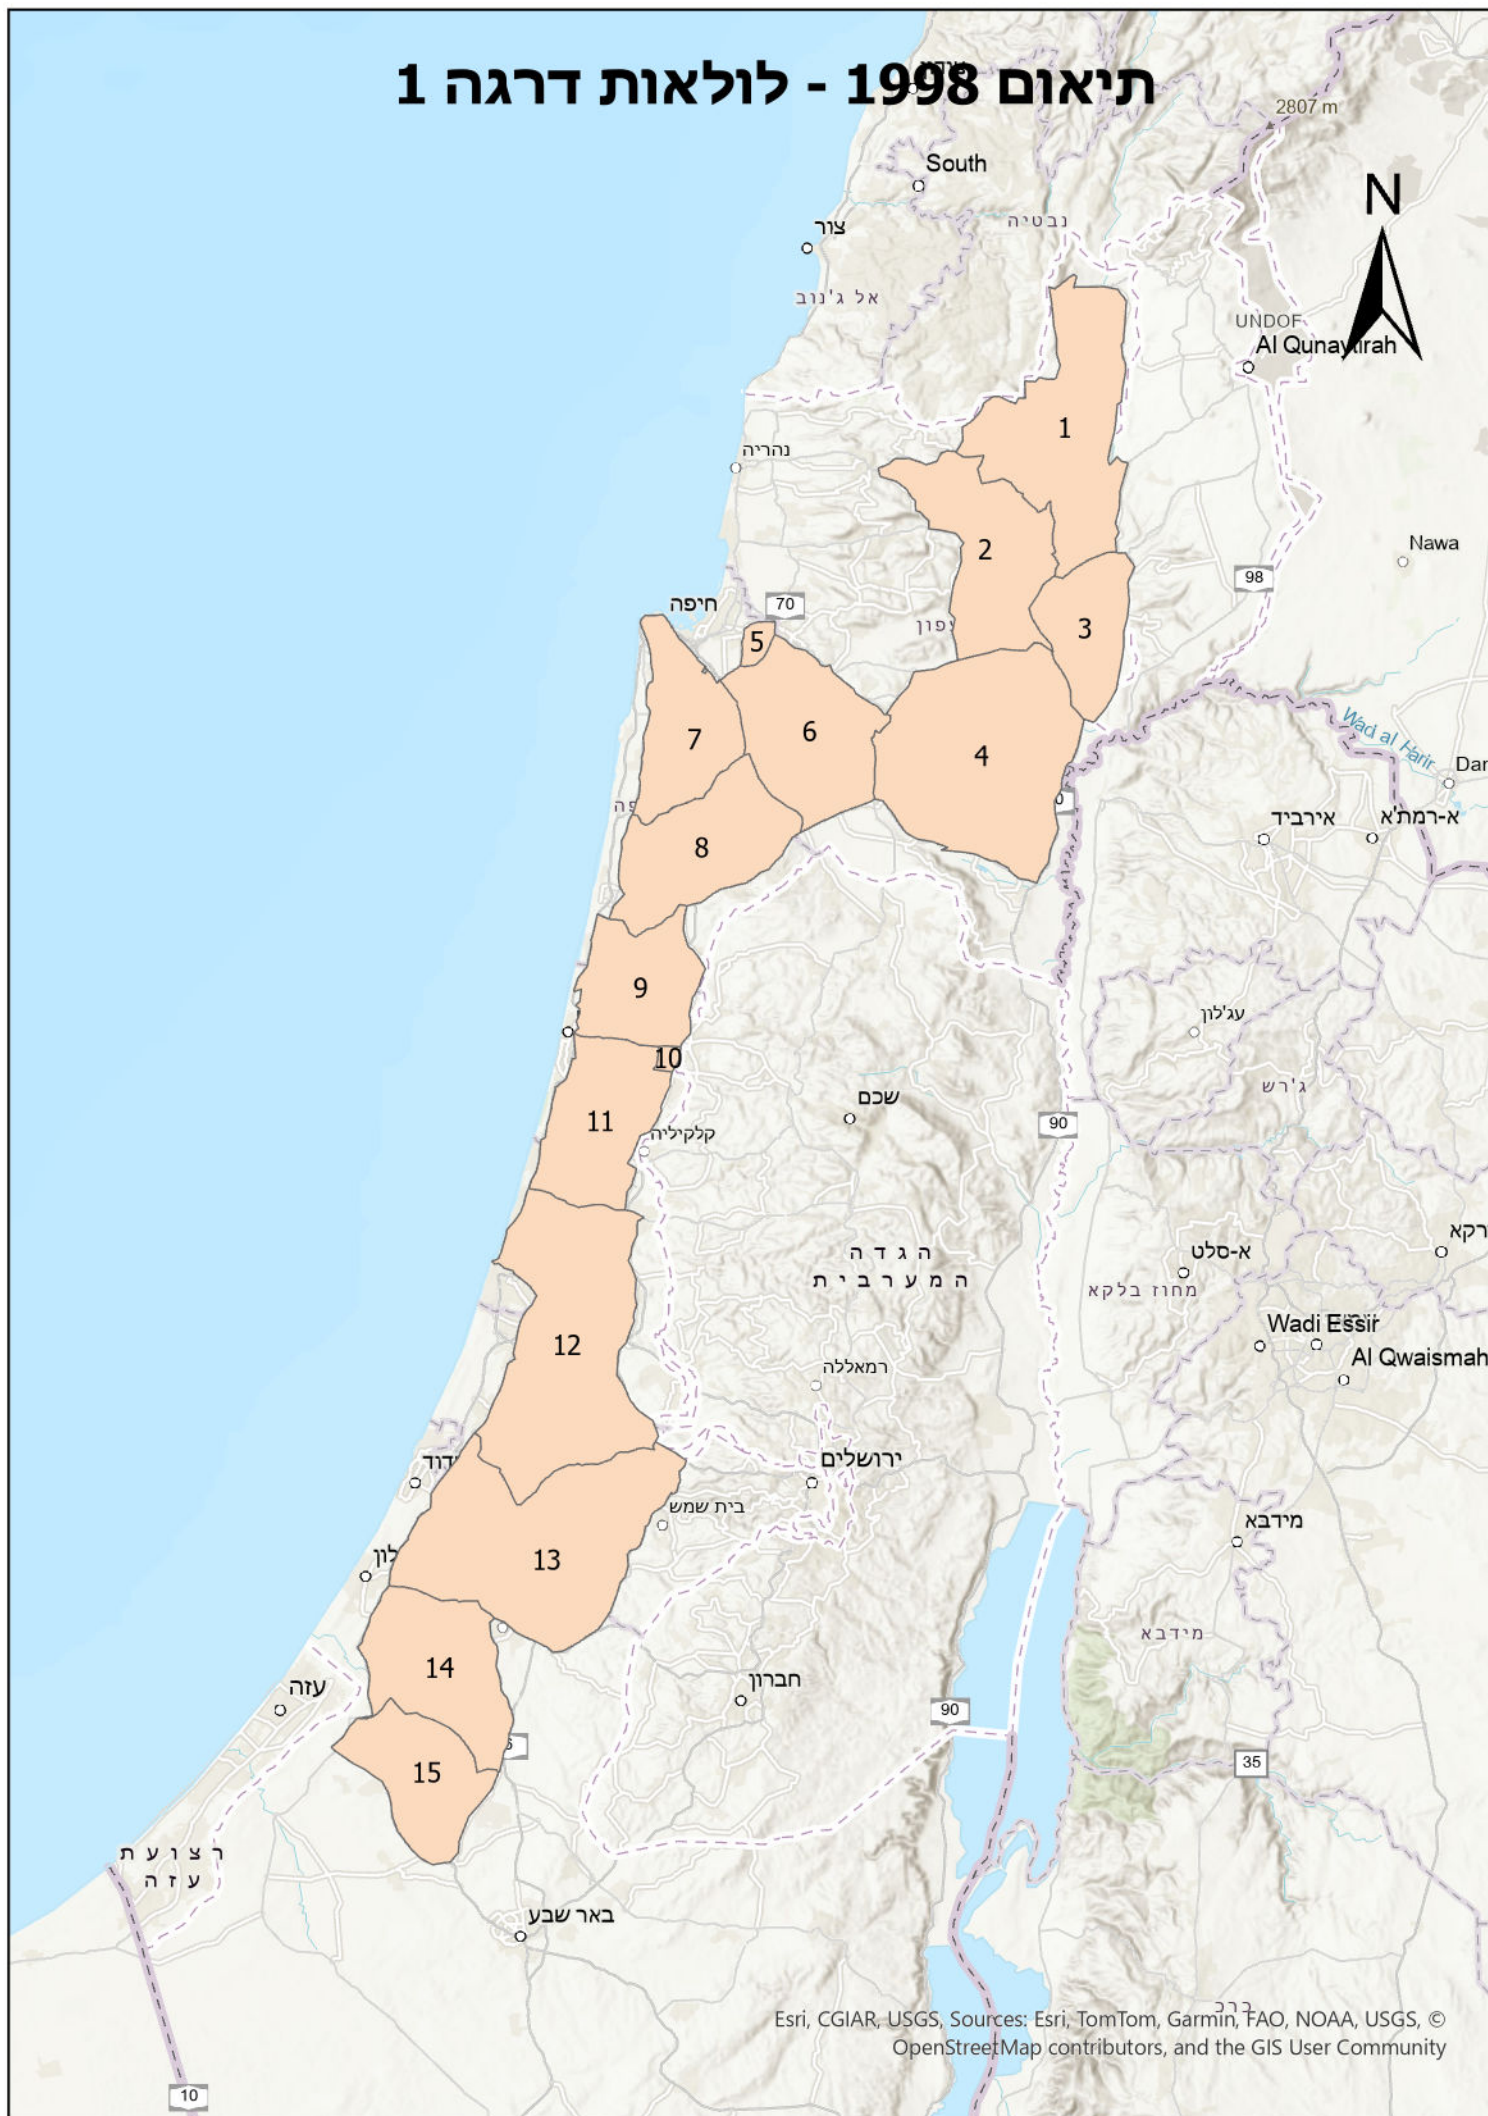 תיאום 1998 - לולאות דרגה 1
2807 m
South
N
נבטיה
צור
אל ג'נוב
UNDOF
Al Qunaytirah
1
נהריה
2
Nawa
98
חיפה
70
3
5
7
6
4
Wadi al Harir
8
אירביד
א-רמת'א
9
עג'לון
10
ג'רש
שכם
11
קלקיליה
90
הגדה
המערבית
א-סלט
מחוז בלקא
12
Wadi Essir
Al Qwaismah
רמאללה
ירושלים
בית שמש
מידבא
13
מידבא
14
חברון
עזה
90
15
35
רצועת
עזה
באר שבע
Esri, CGIAR, USGS, Sources: Esri, TomTom, Garmin, FAO, NOAA, USGS, ©
OpenStreetMap contributors, and the GIS User Community
10